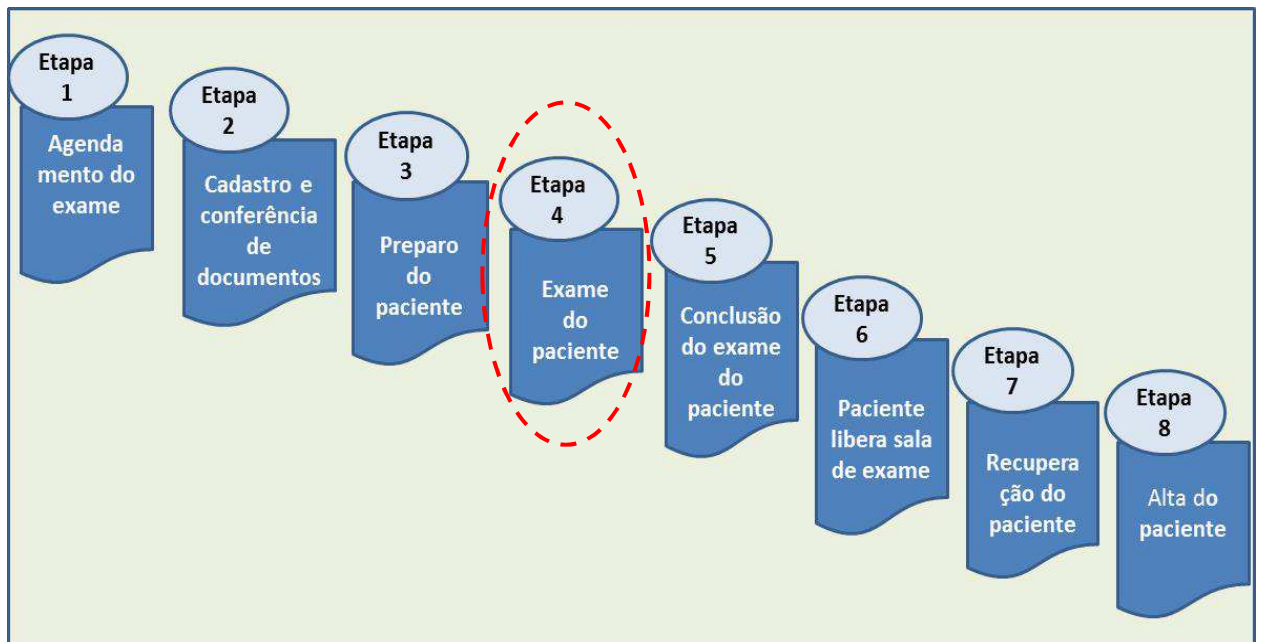 Etapa
1
Agenda
mento do
exame
Etapa
2
Cadastro e
conferência
de
documentos
Etapa
3
Preparo
do
paciente
Etapa
4
Exame
do
paciente
Etapa
5
Conclusão
do exame
do
paciente
Etapa
6
Paciente
libera sala
de exame
Etapa
7
Recupera
ção do
paciente
Etapa
8
Alta do
paciente